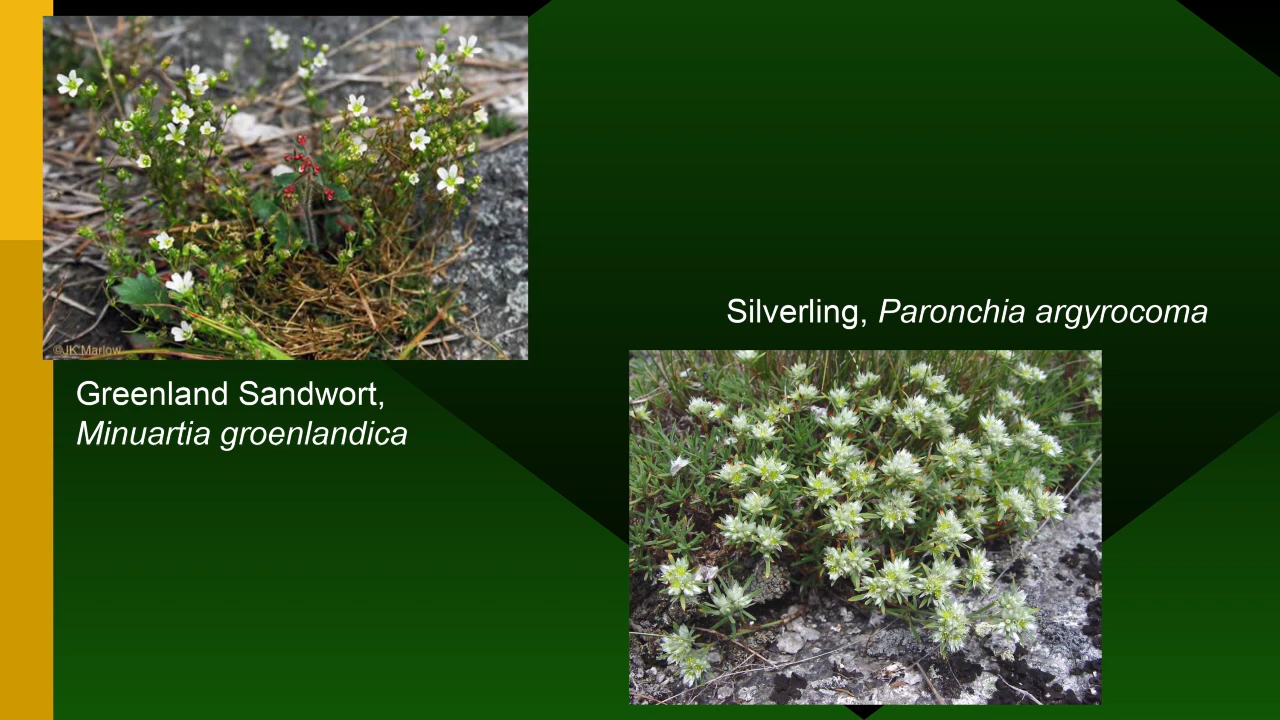 ©JK Marlow
Greenland Sandwort,
Minuartia groenlandica
Silverling, Paronchia argyrocoma